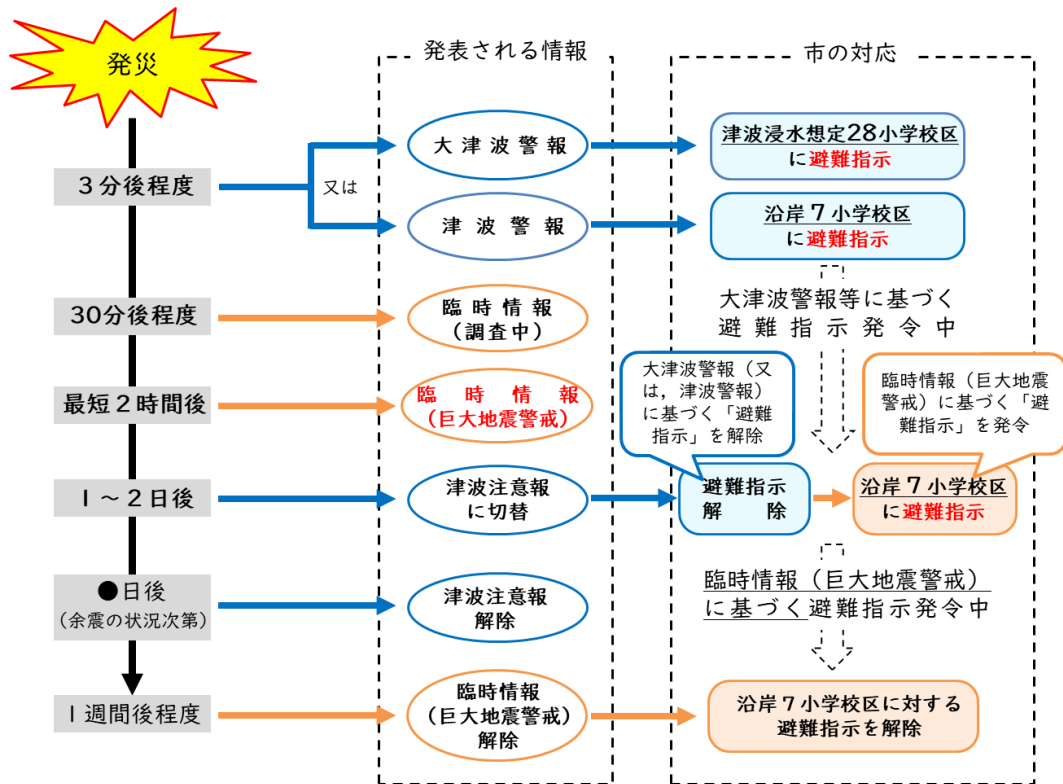 発災
発表される情報
市の対応
3分後程度
又は
大津波警報
津波浸水想定28小学校区
に避難指示
津波警報
沿岸7小学校区
に避難指示
30分後程度
臨時情報
(調査中)
大津波警報等に基づく
避難指示発令中
最短2時間後
臨時情報
(巨大地震警戒)
大津波警報(又
は,津波警報)
に基づく「避難
指示」を解除
臨時情報(巨大地震
警戒)に基づく「避
難指示」を発令
1~2日後
津波注意報
に切替
避難指示
解除
沿岸7小学校区
に避難指示
●日後
(余震の状況次第)
津波注意報
解除
臨時情報(巨大地震警戒)
に基づく避難指示発令中
1週間後程度
臨時情報
(巨大地震警戒)
解除
沿岸7小学校区に対する
避難指示を解除